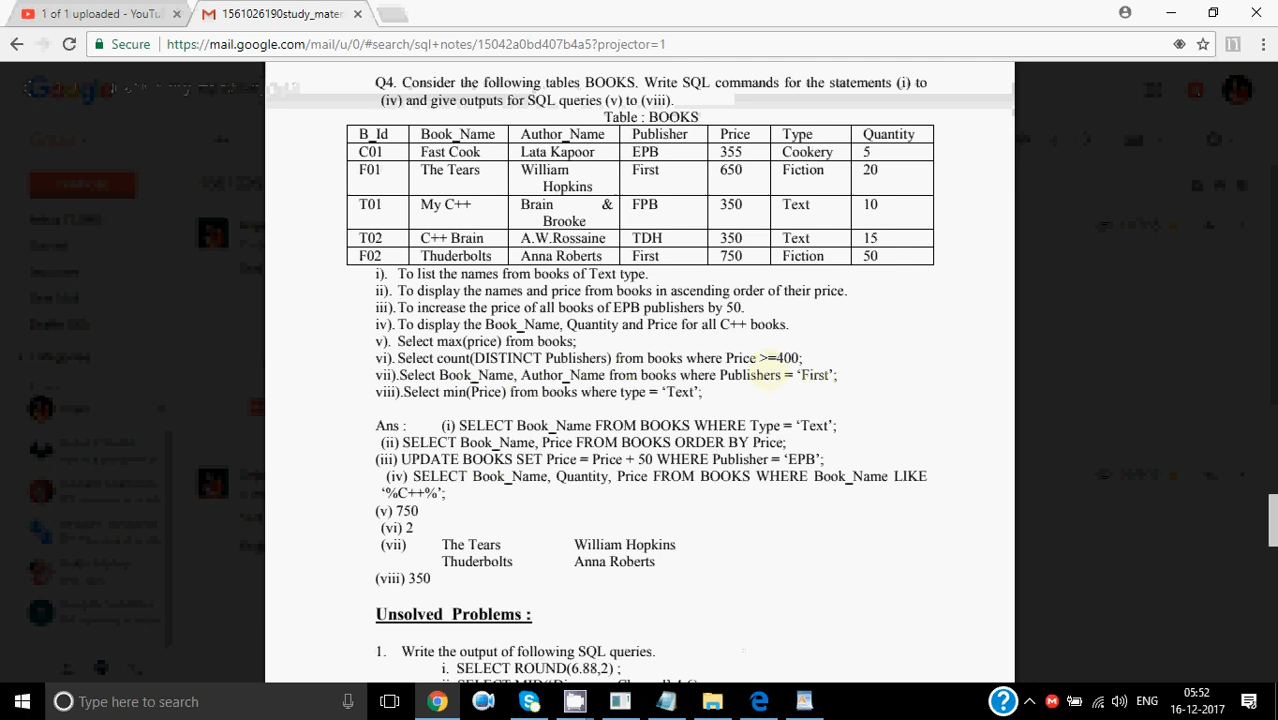 1 of 1 uploaded - YouTu
1561026190study_mate
Secure
https://mail.google.com/mail/u/0/#search/sql+notes/15042a0bd407b4a5?projector=1
Q4. Consider the following tables BOOKS. Write SQL commands for the statements (i) to
(iv) and give outputs for SQL queries (v) to (viii).
Table : BOOKS
B_Id Book_Name Author_Name Publisher Price Type Quantity
C01 Fast Cook Lata Kapoor EPB 355 Cookery 5
F01 The Tears William Hopkins First 650 Fiction 20
T01 My C++ Brain & Brooke FPB 350 Text 10
T02 C++ Brain A.W.Rossaine TDH 350 Text 15
F02 Thuderbolts Anna Roberts First 750 Fiction 50
i). To list the names from books of Text type.
ii). To display the names and price from books in ascending order of their price.
iii). To increase the price of all books of EPB publishers by 50.
iv). To display the Book_Name, Quantity and Price for all C++ books.
v). Select max(price) from books;
vi). Select count(DISTINCT Publishers) from books where Price >=400;
vii).Select Book_Name, Author_Name from books where Publishers = ‘First’;
viii).Select min(Price) from books where type = ‘Text’;
Ans : (i) SELECT Book_Name FROM BOOKS WHERE Type = ‘Text’;
(ii) SELECT Book_Name, Price FROM BOOKS ORDER BY Price;
(iii) UPDATE BOOKS SET Price = Price + 50 WHERE Publisher = ‘EPB’;
(iv) SELECT Book_Name, Quantity, Price FROM BOOKS WHERE Book_Name LIKE
‘%C++%’;
(v) 750
(vi) 2
(vii) The Tears William Hopkins
Thuderbolts Anna Roberts
(viii) 350
Unsolved Problems :
1. Write the output of following SQL queries.
i. SELECT ROUND(6.88,2) ;
Type here to search
ENG
05:52
16-12-2017